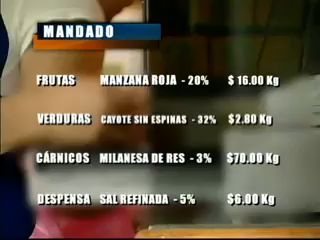 MANDADO
FRUTAS MANZANA ROJA - 20% $ 16.00 Kg
VERDURAS CAYOTE SIN ESPINAS - 32% $2.80 Kg
CÁRNICOS MILANESA DE RES - 3% $70.00 Kg
DESPENSA SAL REFINADA - 5% $6.00 Kg